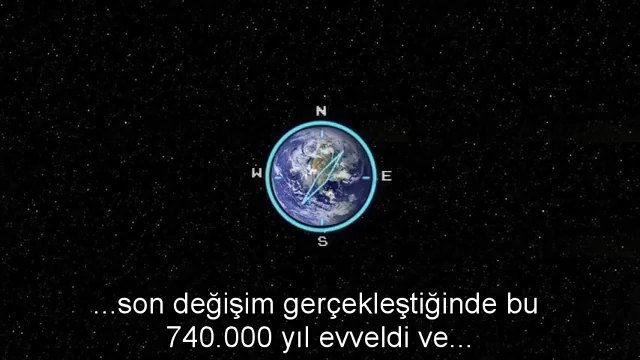 N
W E
S
...son değişim gerçekleştiğinde bu
740.000 yıl evveldi ve...